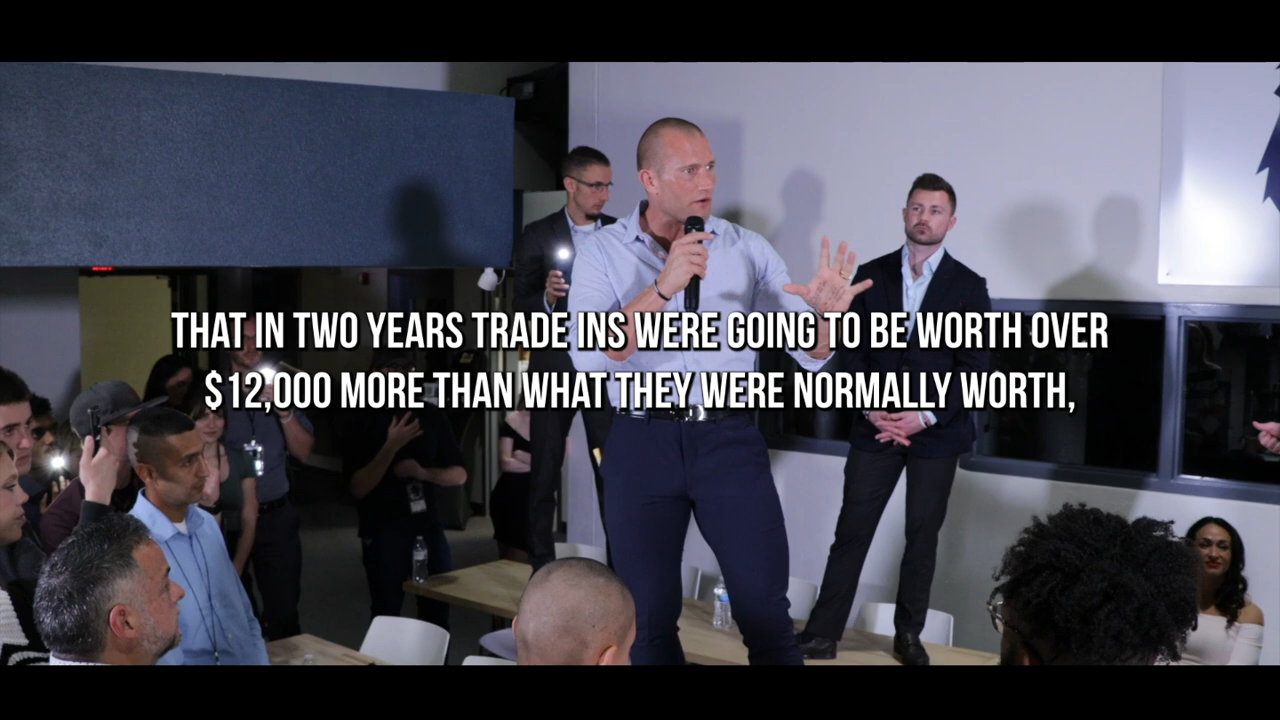 THAT IN TWO YEARS TRADE INS WERE GOING TO BE WORTH OVER
$12,000 MORE THAN WHAT THEY WERE NORMALLY WORTH,